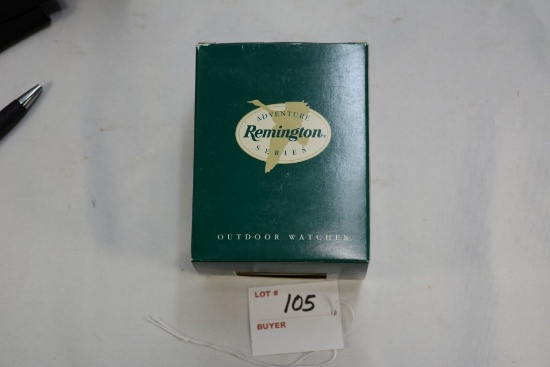 ADVENTURE
Remington
SERIES
OUTDOOR WATCHES
LOT # 105
BUYER